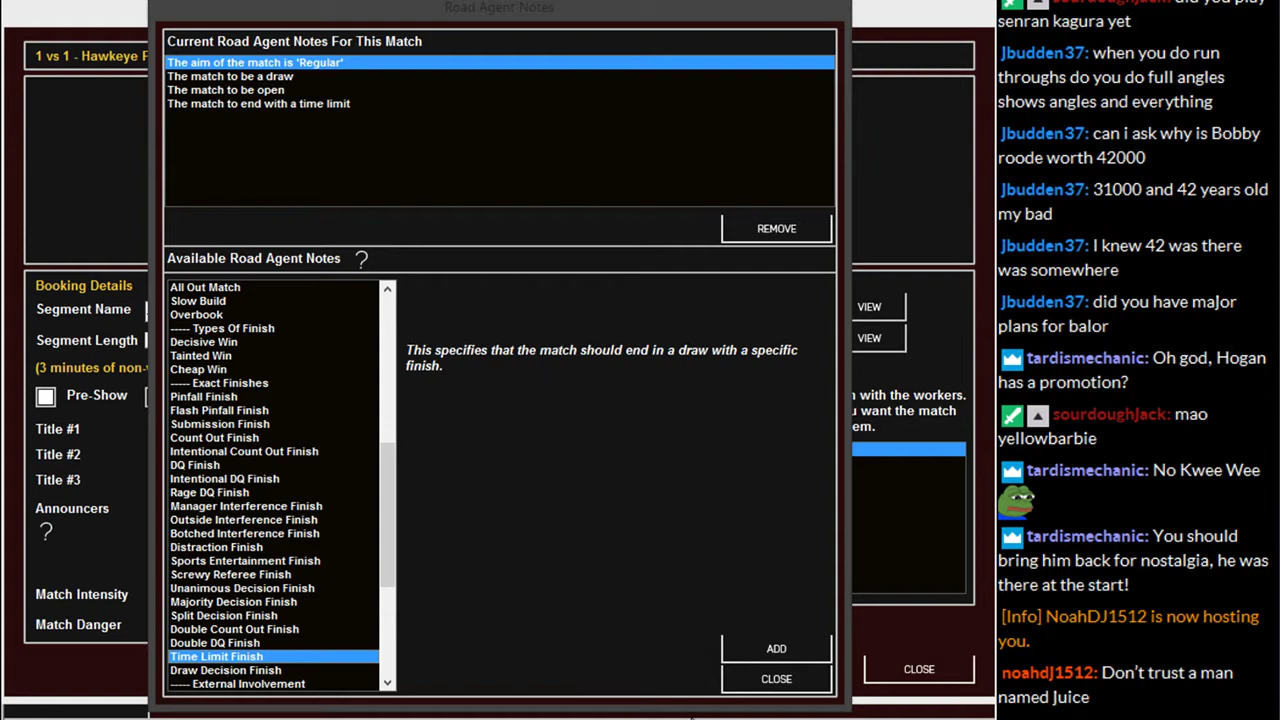 Road Agent Notes
Current Road Agent Notes For This Match
The aim of the match is 'Regular'
The match to be a draw
The match to be open
The match to end with a time limit
REMOVE
Available Road Agent Notes ?
All Out Match
Slow Build
Overbook
----- Types Of Finish
Decisive Win
Tainted Win
Cheap Win
----- Exact Finishes
Pinfall Finish
Flash Pinfall Finish
Submission Finish
Count Out Finish
Intentional Count Out Finish
DQ Finish
Intentional DQ Finish
Rage DQ Finish
Manager Interference Finish
Outside Interference Finish
Botched Interference Finish
Distraction Finish
Sports Entertainment Finish
Screwy Referee Finish
Unanimous Decision Finish
Majority Decision Finish
Split Decision Finish
Double Count Out Finish
Double DQ Finish
Time Limit Finish
Draw Decision Finish
----- External Involvement
This specifies that the match should end in a draw with a specific
finish.
ADD
CLOSE
1 vs 1 - Hawkeye F
Booking Details
Segment Name
Segment Length
(3 minutes of non-
Pre-Show
Title #1
Title #2
Title #3
Announcers
?
Match Intensity
Match Danger
VIEW
VIEW
with the workers.
want the match
em.
CLOSE
sourdoughjack: did you play
senran kagura yet
Jbudden37: when you do run
throughs do you do full angles
shows angles and everything
Jbudden37: can i ask why is Bobby
roode worth 42000
Jbudden37: 31000 and 42 years old
my bad
Jbudden37: I knew 42 was there
was somewhere
Jbudden37: did you have major
plans for balor
tardismechanic: Oh god, Hogan
has a promotion?
sourdoughjack: mao
yellowbarbie
tardismechanic: No Kwee Wee
tardismechanic: You should
bring him back for nostalgia, he was
there at the start!
[Info] NoahDJ1512 is now hosting
you.
noahdj1512: Don't trust a man
named Juice